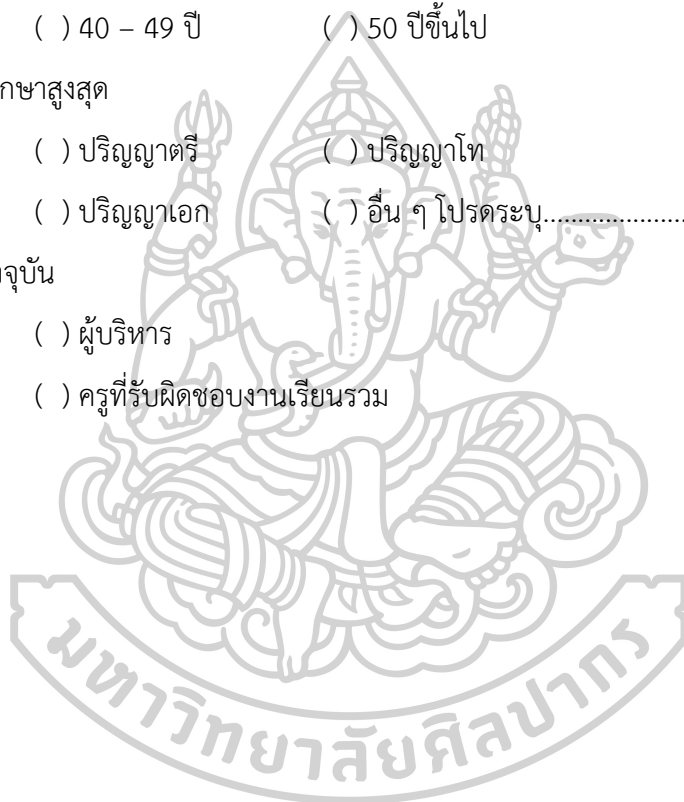 ( ) 40 – 49 ปี ( ) 50 ปีขึ้นไป
กษาสูงสุด
( ) ปริญญาตรี ( ) ปริญญาโท
( ) ปริญญาเอก ( ) อื่น ๆ โปรดระบุ.....................
จุบัน
( ) ผู้บริหาร
( ) ครูที่รับผิดชอบงานเรียนรวม
มหาวิทยาลัยศิลปากร